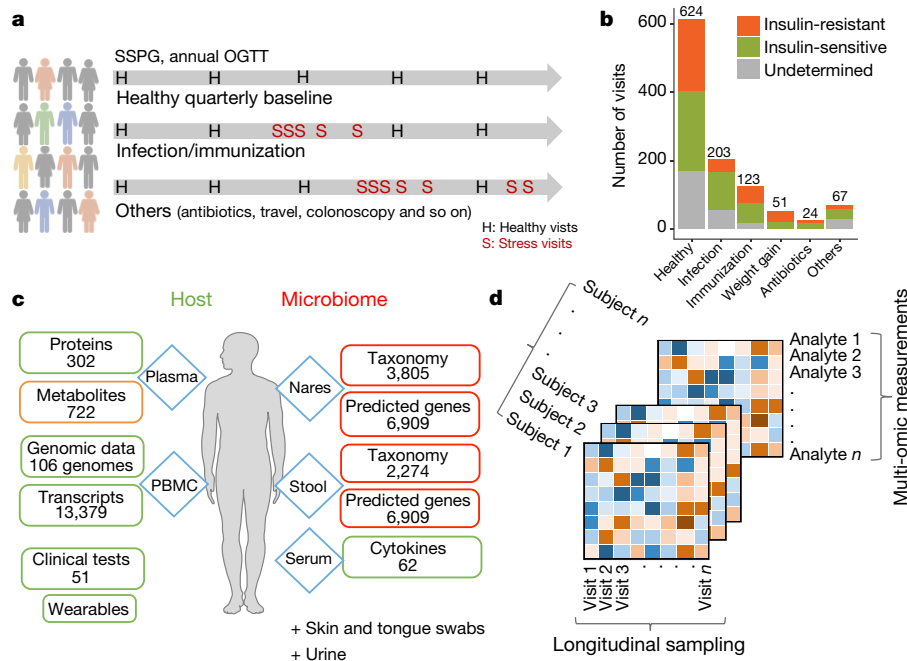 a
SSPG, annual OGTT
H H H H H
Healthy quarterly baseline
H H SSS S S H H
Infection/immunization
H H H SSS S S H S S
Others (antibiotics, travel, colonoscopy and so on)
H: Healthy vists
S: Stress visits
b
Number of visits
600
400
200
0
624
203
123
51
24
67
Insulin-resistant
Insulin-sensitive
Undetermined
Healthy
Infection
Immunization
Weight gain
Antibiotics
Others
c
Host
Microbiome
Proteins
302
Metabolites
722
Plasma
Genomic data
106 genomes
Transcripts
13,379
PBMC
Clinical tests
51
Wearables
Nares
Taxonomy
3,805
Predicted genes
6,909
Stool
Taxonomy
2,274
Predicted genes
6,909
Serum
Cytokines
62
+ Skin and tongue swabs
+ Urine
d
Subject n
.
.
.
Subject 3
Subject 2
Subject 1
Analyte 1
Analyte 2
Analyte 3
.
.
.
.
Analyte n
Multi-omic measurements
Visit 1
Visit 2
Visit 3
. . . .
Visit n
Longitudinal sampling